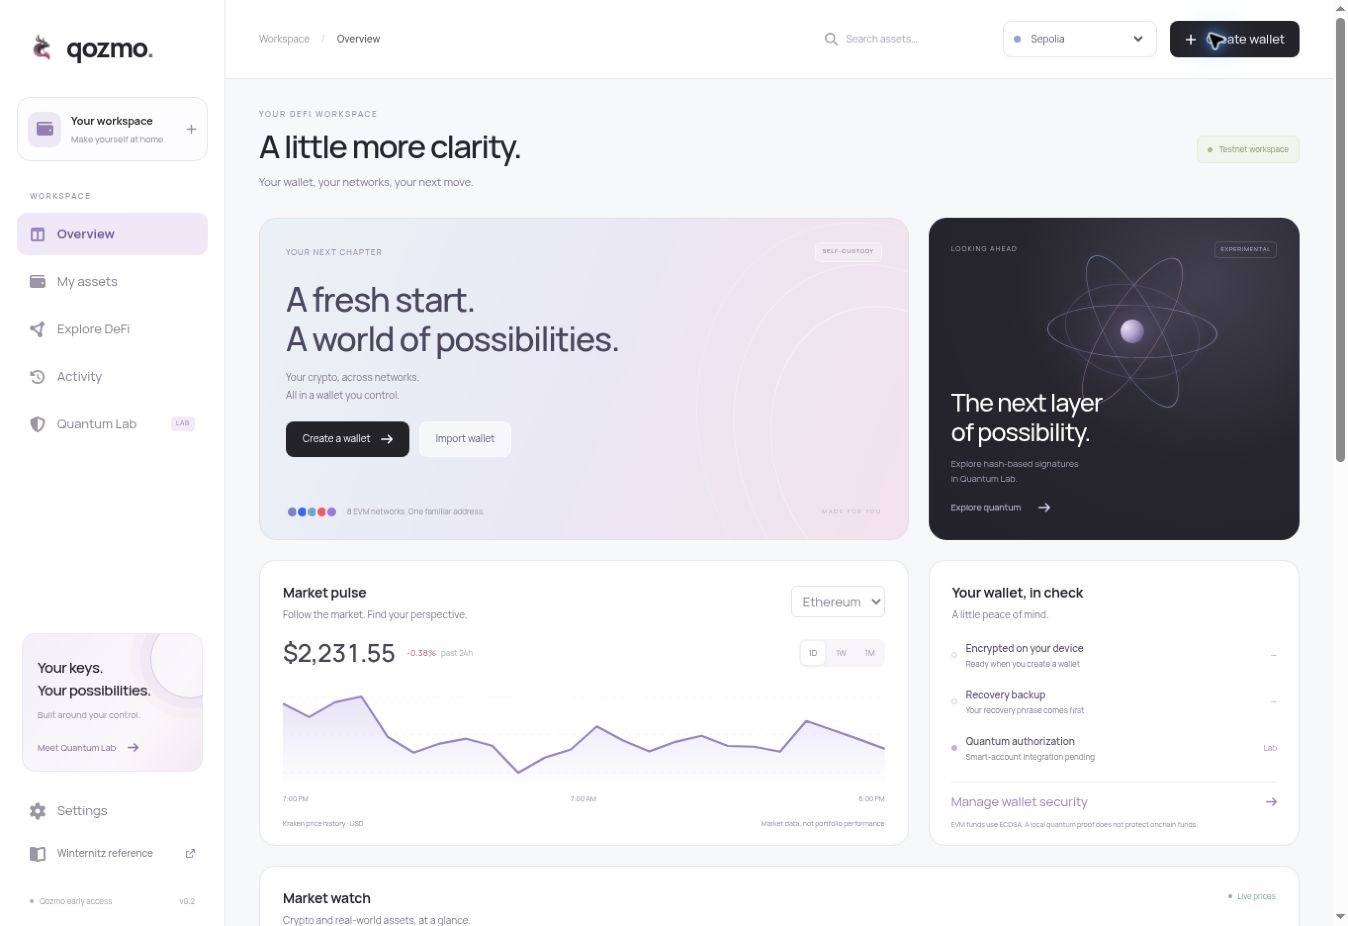 qozmo.
Workspace / Overview
Search assets...
Sepolia
ate wallet
Your workspace
Make yourself at home
WORKSPACE
Overview
My assets
Explore DeFi
Activity
Quantum Lab
LAB
Your keys.
Your possibilities.
Built around your control.
Meet Quantum Lab
Settings
Winternitz reference
Qozmo early access
v0.2
YOUR DEFI WORKSPACE
A little more clarity.
Your wallet, your networks, your next move.
Testnet workspace
YOUR NEXT CHAPTER
SELF-CUSTODY
A fresh start.
A world of possibilities.
Your crypto, across networks.
All in a wallet you control.
Create a wallet
Import wallet
8 EVM networks. One familiar address.
MADE FOR YOU
LOOKING AHEAD
EXPERIMENTAL
The next layer
of possibility.
Explore hash-based signatures
in Quantum Lab.
Explore quantum
Market pulse
Follow the market. Find your perspective.
Ethereum
$2,231.55
-0.38% past 24h
1D 1W 1M
7:00 PM
7:00 AM
6:00 PM
Kraken price history · USD
Market data, not portfolio performance
Your wallet, in check
A little peace of mind.
Encrypted on your device
Ready when you create a wallet
—
Recovery backup
Your recovery phrase comes first
—
Quantum authorization
Smart-account integration pending
Lab
Manage wallet security
EVM funds use ECDSA. A local quantum proof does not protect onchain funds.
Market watch
Crypto and real-world assets, at a glance.
Live prices